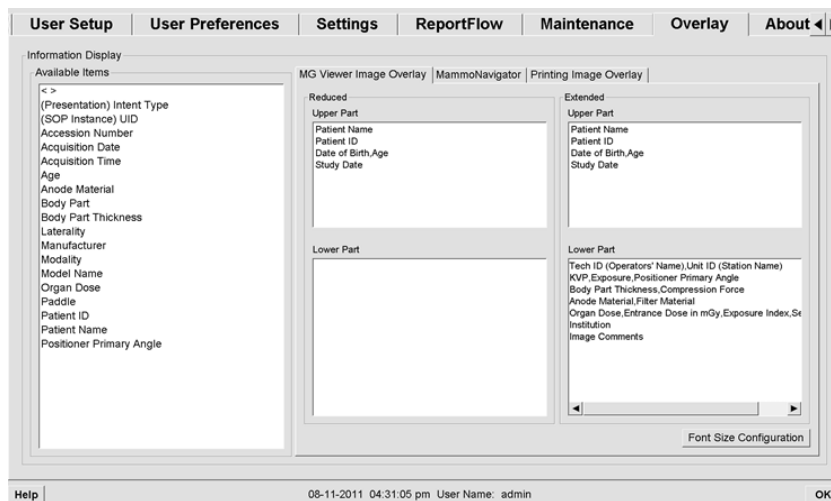 User Setup User Preferences Settings ReportFlow Maintenance Overlay About
Information Display
Available Items
< >
(Presentation) Intent Type
(SOP Instance) UID
Accession Number
Acquisition Date
Acquisition Time
Age
Anode Material
Body Part
Body Part Thickness
Laterality
Manufacturer
Modality
Model Name
Organ Dose
Paddle
Patient ID
Patient Name
Positioner Primary Angle
MG Viewer Image Overlay MammoNavigator Printing Image Overlay
Reduced
Upper Part
Patient Name
Patient ID
Date of Birth,Age
Study Date
Lower Part
Extended
Upper Part
Patient Name
Patient ID
Date of Birth,Age
Study Date
Lower Part
Tech ID (Operators' Name),Unit ID (Station Name)
KVP,Exposure,Positioner Primary Angle
Body Part Thickness,Compression Force
Anode Material,Filter Material
Organ Dose,Entrance Dose in mGy,Exposure Index,Se
Institution
Image Comments
Font Size Configuration
Help 08-11-2011 04:31:05 pm User Name: admin OK